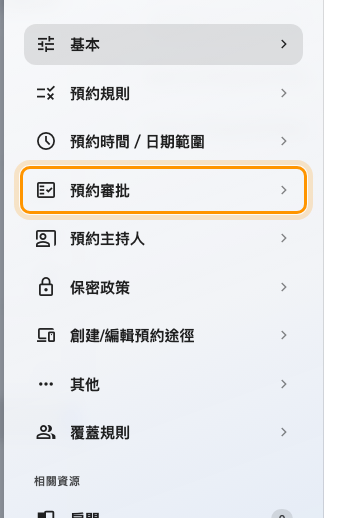 基本
預約規則
預約時間 / 日期範圍
預約審批
預約主持人
保密政策
創建/編輯預約途徑
其他
覆蓋規則
相關資源